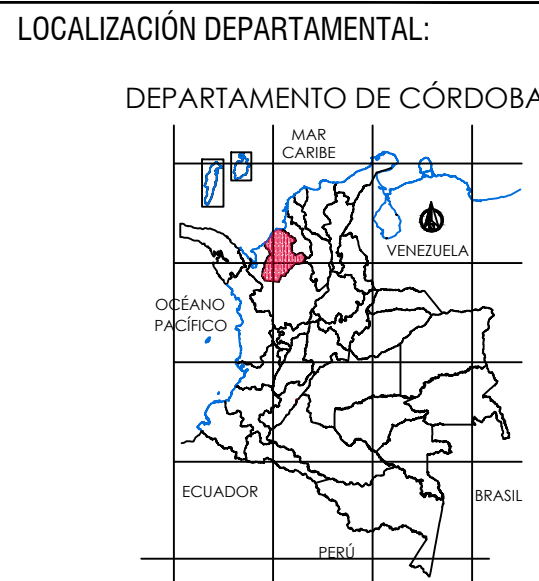 LOCALIZACIÓN DEPARTAMENTAL:
DEPARTAMENTO DE CÓRDOBA
MAR
CARIBE
VENEZUELA
OCÉANO
PACÍFICO
ECUADOR
BRASIL
PERÚ